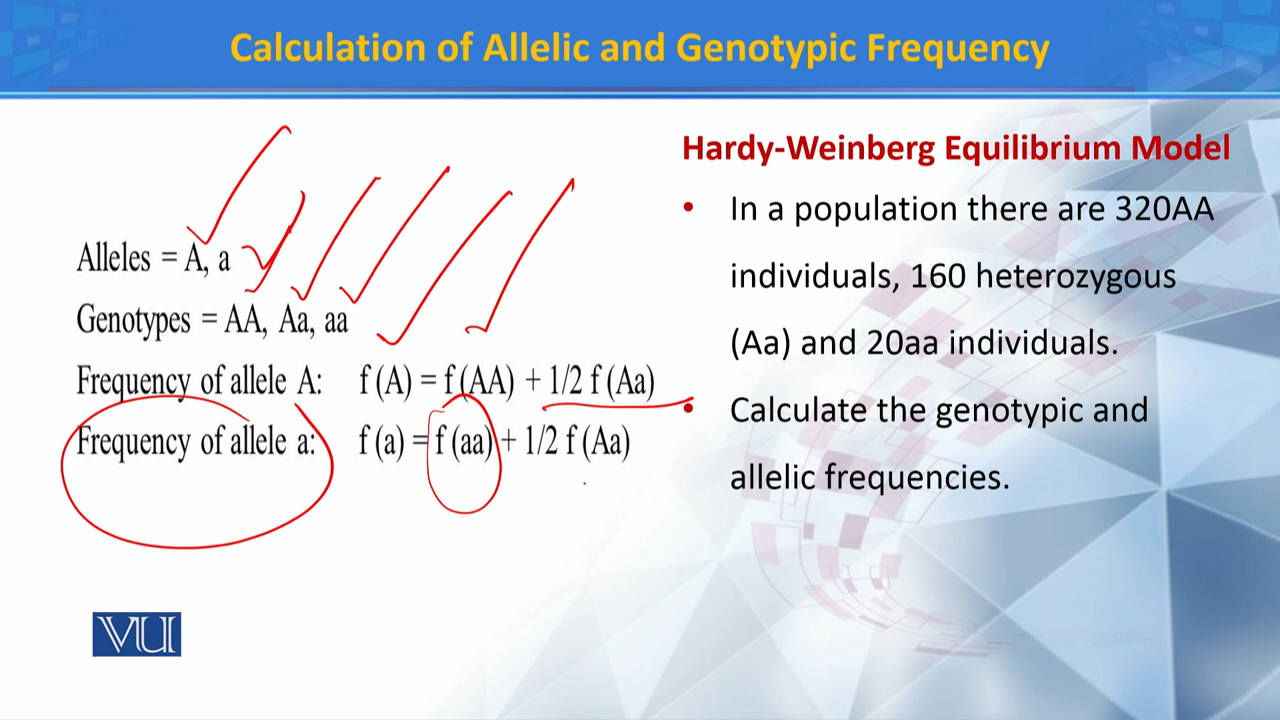 Calculation of Allelic and Genotypic Frequency
Alleles = A, a
Genotypes = AA, Aa, aa
Frequency of allele A: f (A) = f (AA) + 1/2 f (Aa)
Frequency of allele a: f (a) = f (aa) + 1/2 f (Aa)
VU
Hardy-Weinberg Equilibrium Model
• In a population there are 320AA
individuals, 160 heterozygous
(Aa) and 20aa individuals.
• Calculate the genotypic and
allelic frequencies.